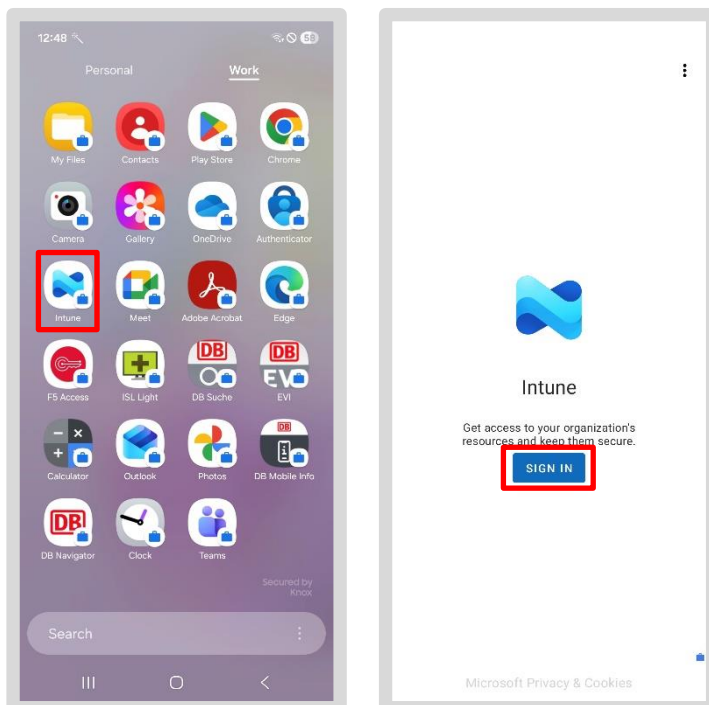 12:48
58
Personal
Work
My Files
Contacts
Play Store
Chrome
Camera
Gallery
OneDrive
Authenticator
Intune
Meet
Adobe Acrobat
Edge
DB
DB
EVI
F5 Access
ISL Light
DB Suche
EVI
DB
Calculator
Outlook
Photos
DB Mobile Info
DB
DB Navigator
Clock
Teams
Secured by
Knox
Search
Intune
Get access to your organization's
resources and keep them secure.
SIGN IN
Microsoft Privacy & Cookies